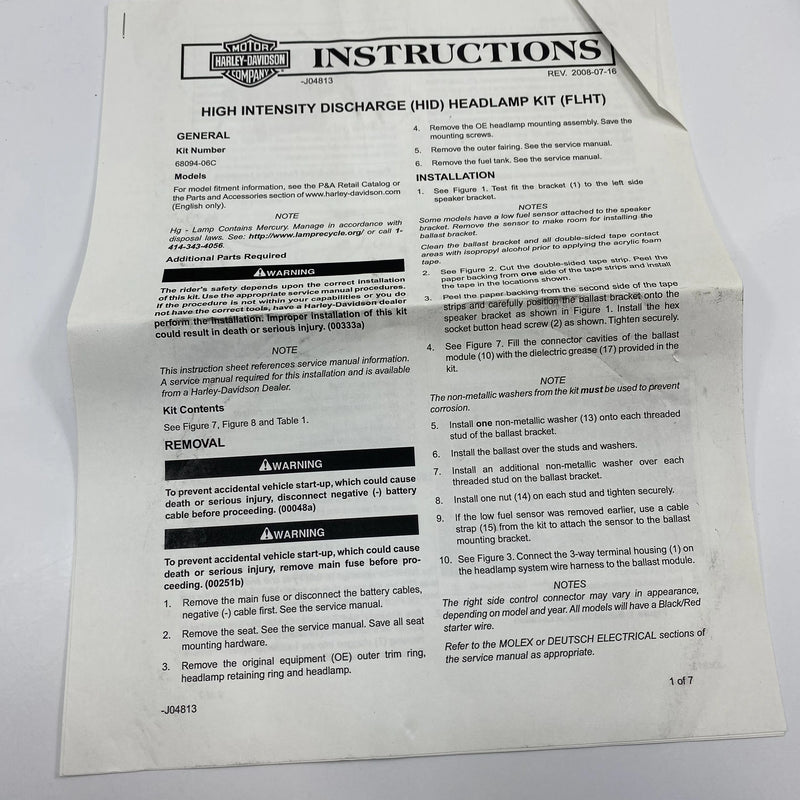 MOTOR
HARLEY-DAVIDSON
COMPANY
INSTRUCTIONS
-J04813
REV. 2008-07-16
HIGH INTENSITY DISCHARGE (HID) HEADLAMP KIT (FLHT)
GENERAL
Kit Number
68094-06C
Models
For model fitment information, see the P&A Retail Catalog or
the Parts and Accessories section of www.harley-davidson.com
(English only).
NOTE
Hg - Lamp Contains Mercury. Manage in accordance with
disposal laws. See: http://www.lamprecycle.org/ or call 1-
414-343-4056.
Additional Parts Required
WARNING
The rider's safety depends upon the correct installation
of this kit. Use the appropriate service manual procedures.
If the procedure is not within your capabilities or you do
not have the correct tools, have a Harley-Davidson dealer
perform the installation. Improper installation of this kit
could result in death or serious injury. (00333a)
NOTE
This instruction sheet references service manual information.
A service manual required for this installation and is available
from a Harley-Davidson Dealer.
Kit Contents
See Figure 7, Figure 8 and Table 1.
REMOVAL
WARNING
To prevent accidental vehicle start-up, which could cause
death or serious injury, disconnect negative (-) battery
cable before proceeding. (00048a)
WARNING
To prevent accidental vehicle start-up, which could cause
death or serious injury, remove main fuse before pro-
ceeding. (00251b)
1. Remove the main fuse or disconnect the battery cables,
negative (-) cable first. See the service manual.
2. Remove the seat. See the service manual. Save all seat
mounting hardware.
3. Remove the original equipment (OE) outer trim ring,
headlamp retaining ring and headlamp.
4. Remove the OE headlamp mounting assembly. Save the
mounting screws.
5. Remove the outer fairing. See the service manual.
6. Remove the fuel tank. See the service manual.
INSTALLATION
1. See Figure 1. Test fit the bracket (1) to the left side
speaker bracket.
NOTES
Some models have a low fuel sensor attached to the speaker
bracket. Remove the sensor to make room for installing the
ballast bracket.
Clean the ballast bracket and all double-sided tape contact
areas with isopropyl alcohol prior to applying the acrylic foam
tape.
2. See Figure 2. Cut the double-sided tape strip. Peel the
paper backing from one side of the tape strips and install
the tape in the locations shown.
3. Peel the paper backing from the second side of the tape
strips and carefully position the ballast bracket onto the
speaker bracket as shown in Figure 1. Install the hex
socket button head screw (2) as shown. Tighten securely.
4. See Figure 7. Fill the connector cavities of the ballast
module (10) with the dielectric grease (17) provided in the
kit.
NOTE
The non-metallic washers from the kit must be used to prevent
corrosion.
5. Install one non-metallic washer (13) onto each threaded
stud of the ballast bracket.
6. Install the ballast over the studs and washers.
7. Install an additional non-metallic washer over each
threaded stud on the ballast bracket.
8. Install one nut (14) on each stud and tighten securely.
9. If the low fuel sensor was removed earlier, use a cable
strap (15) from the kit to attach the sensor to the ballast
mounting bracket.
10. See Figure 3. Connect the 3-way terminal housing (1) on
the headlamp system wire harness to the ballast module.
NOTES
The right side control connector may vary in appearance,
depending on model and year. All models will have a Black/Red
starter wire.
Refer to the MOLEX or DEUTSCH ELECTRICAL sections of
the service manual as appropriate.
-J04813
1 of 7